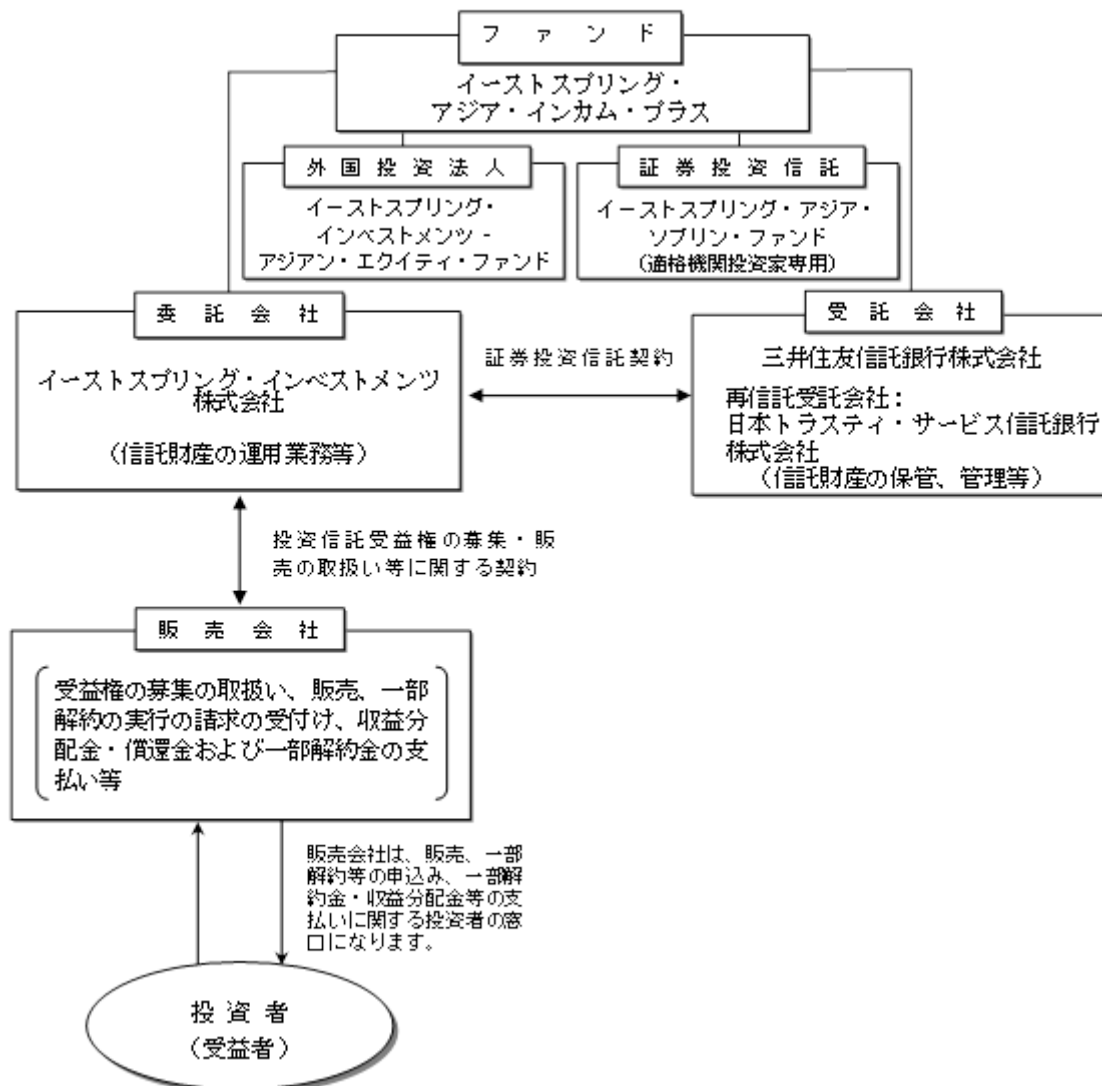 ファンド
イーストスプリング・
アジア・インカム・プラス
外国投資法人
イーストスプリング・
インベストメンツ -
アジアン・エクイティ・ファンド
証券投資信託
イーストスプリング・アジア・
ソブリン・ファンド
(適格機関投資家専用)
委託会社
イーストスプリング・インベストメンツ
株式会社
(信託財産の運用業務等)
証券投資信託契約
受託会社
三井住友信託銀行株式会社
再信託受託会社:
日本トラスティ・サービス信託銀行
株式会社
(信託財産の保管、管理等)
投資信託受益権の募集・販
売の取扱い等に関する契約
販売会社
受益権の募集の取扱い、販売、一部
解約の実行の請求の受付け、収益分
配金・償還金および一部解約金の支
払い等
販売会社は、販売、一部
解約等の申込み、一部解
約金・収益分配金等の支
払いに関する投資者の窓
口になります。
投資者
(受益者)